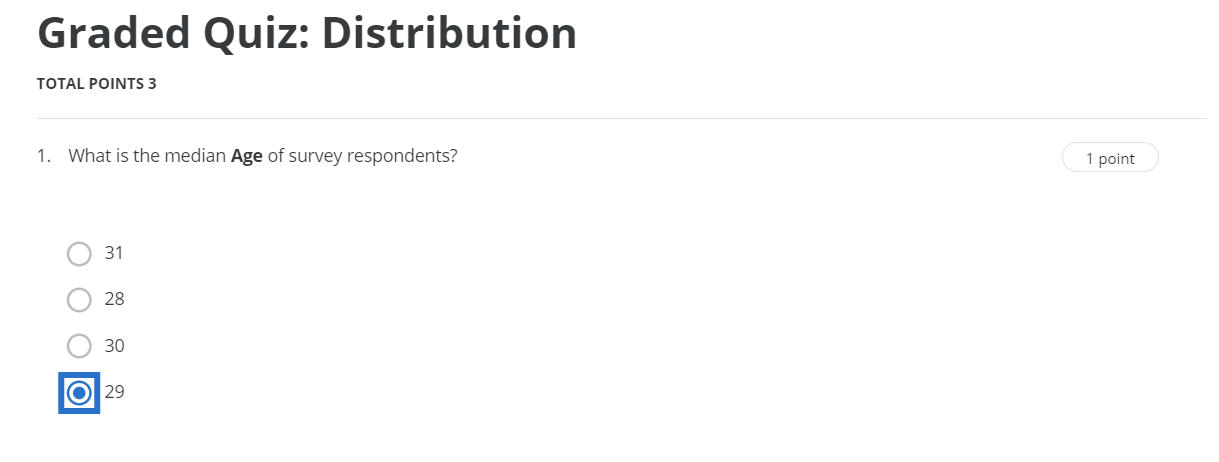 Graded Quiz: Distribution
TOTAL POINTS 3
1. What is the median Age of survey respondents?
1 point
31
28
30
29